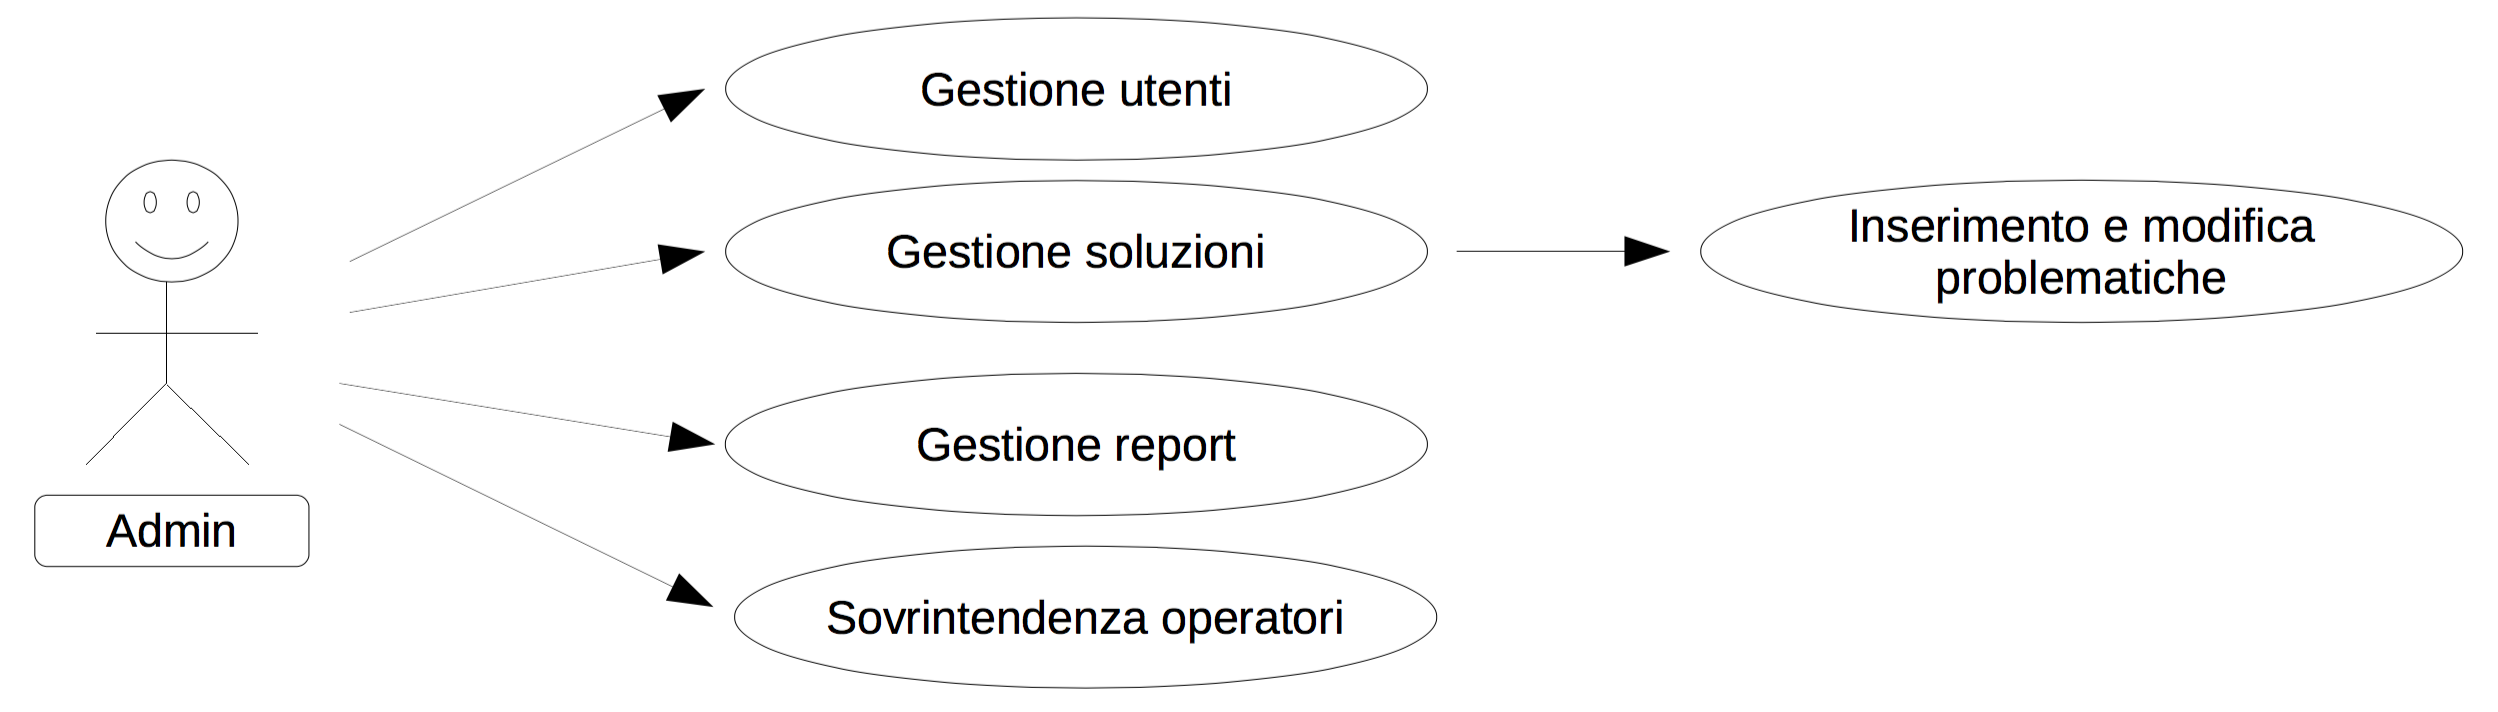 Gestione utenti
Gestione soluzioni
Inserimento e modifica
problematiche
Gestione report
Admin
Sovrintendenza operatori